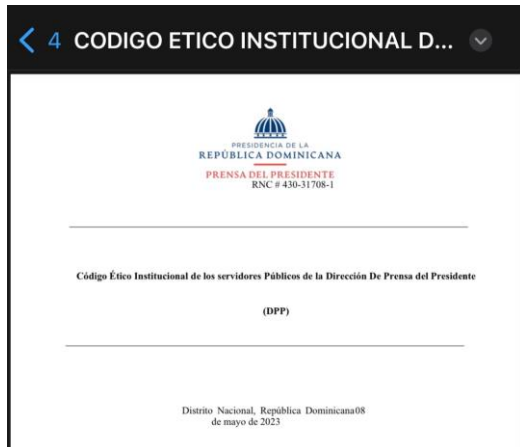 4 CODIGO ETICO INSTITUCIONAL D...
PRESIDENCIA DE LA
REPÚBLICA DOMINICANA
PRENSA DEL PRESIDENTE
RNC # 430-31708-1
Código Ético Institucional de los servidores Públicos de la Dirección De Prensa del Presidente
(DPP)
Distrito Nacional, República Dominicana08
de mayo de 2023